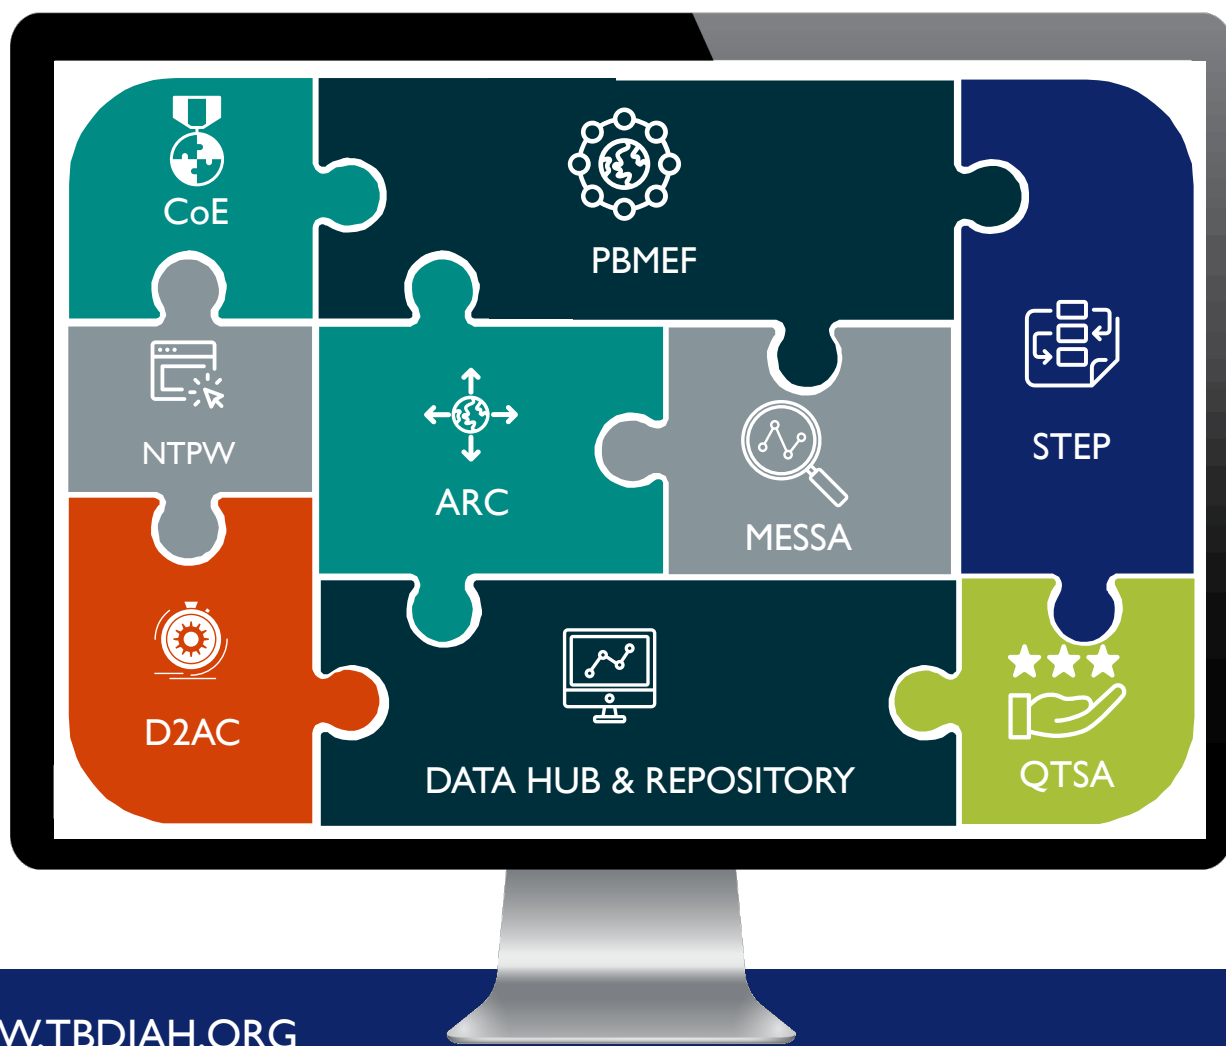 CoE
PBMEF
NTPW
ARC
MESSA
STEP
D2AC
DATA HUB & REPOSITORY
QTSA
W.TBDIAH.ORG